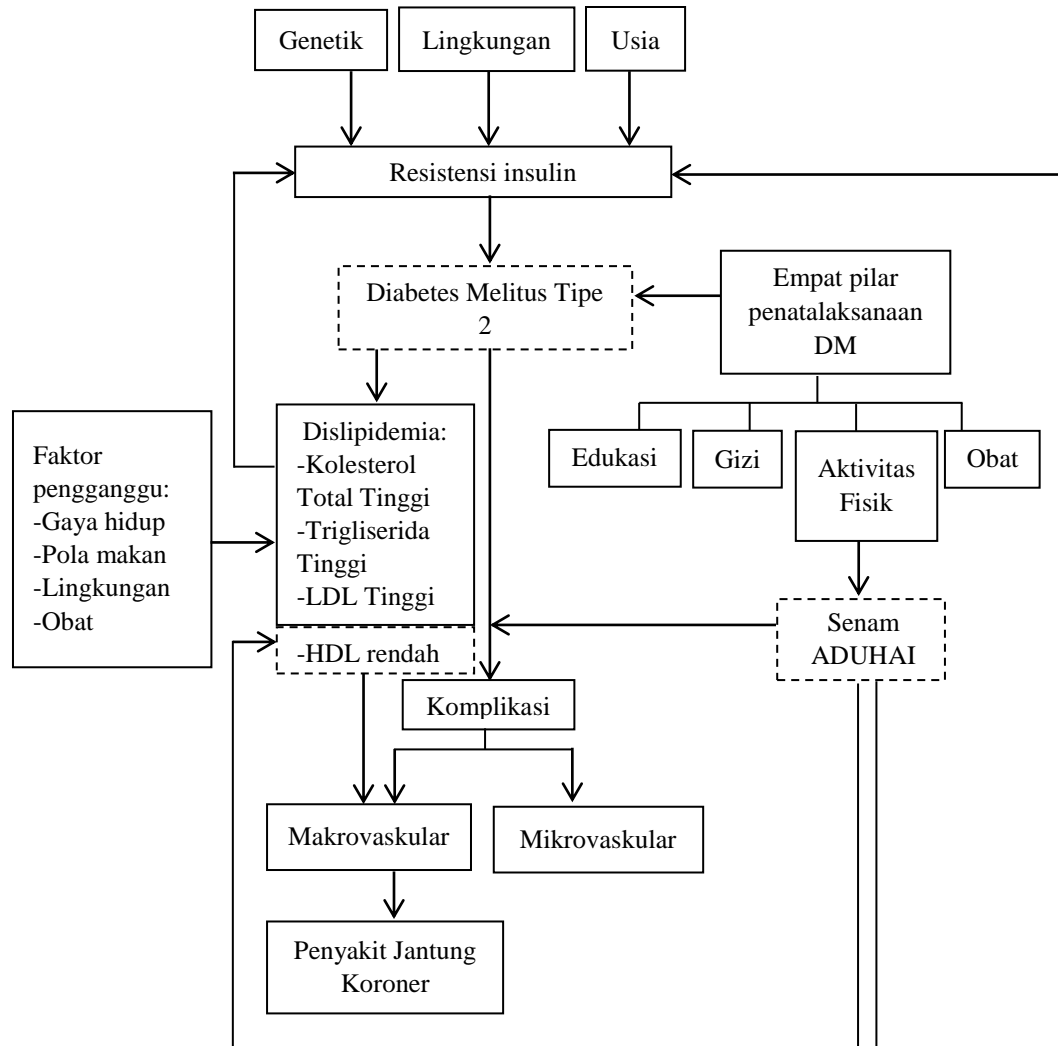 Genetik
Lingkungan
Usia
Resistensi insulin
Diabetes Melitus Tipe
2
Empat pilar
penatalaksanaan
DM
Edukasi
Gizi
Aktivitas
Fisik
Obat
Faktor
pengganggu:
-Gaya hidup
-Pola makan
-Lingkungan
-Obat
Dislipidemia:
-Kolesterol
Total Tinggi
-Trigliserida
Tinggi
-LDL Tinggi
-HDL rendah
Senam
ADUHAI
Komplikasi
Makrovaskular
Mikrovaskular
Penyakit Jantung
Koroner